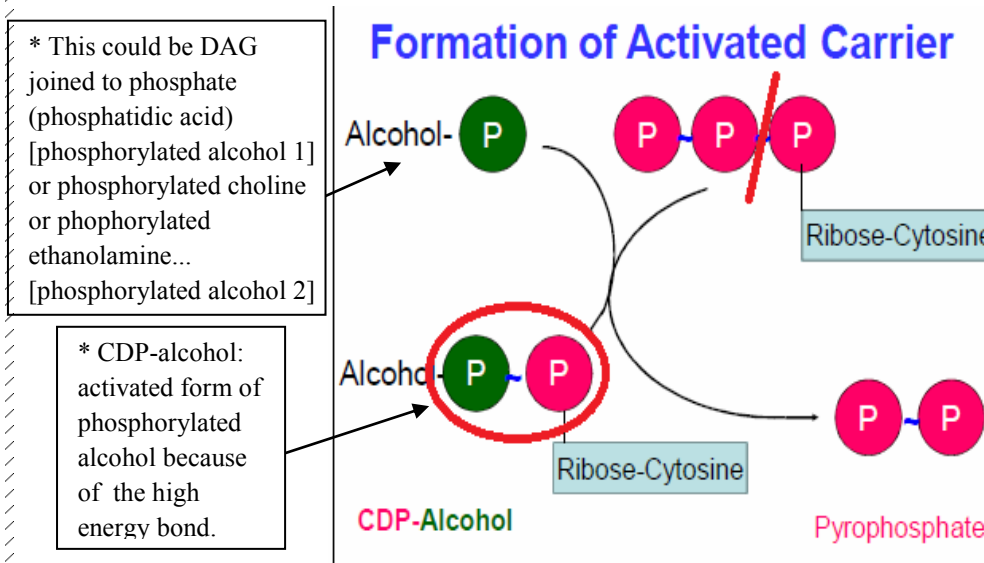 * This could be DAG
joined to phosphate
(phosphatidic acid)
[phosphorylated alcohol 1]
or phosphorylated choline
or phophorylated
ethanolamine...
[phosphorylated alcohol 2]
* CDP-alcohol:
activated form of
phosphorylated
alcohol because
of the high
energy bond.
Formation of Activated Carrier
Alcohol- P
P ~ P ~ P
Ribose-Cytosine
Alcohol- P ~ P
Ribose-Cytosine
CDP-Alcohol
P ~ P
Pyrophosphate